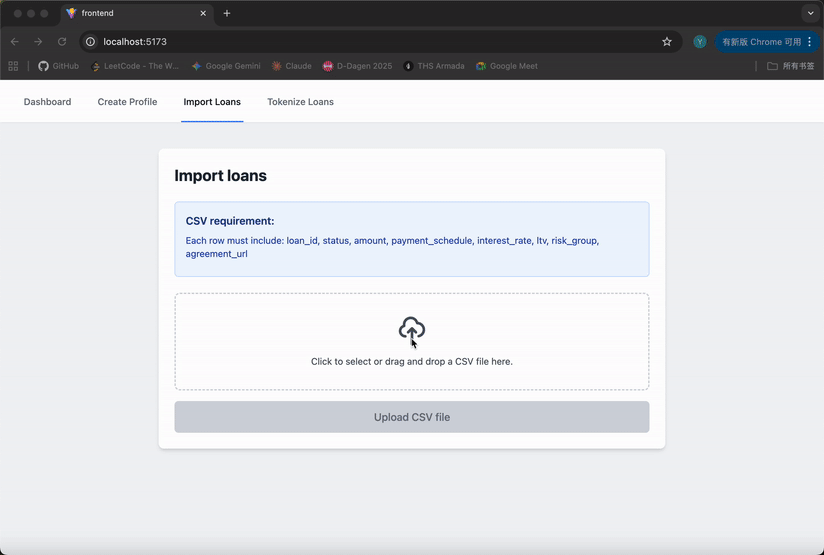 frontend
localhost:5173
有新版 Chrome 可用
GitHub
LeetCode - The W...
Google Gemini
Claude
D-Dagen 2025
THS Armada
Google Meet
所有书签
Dashboard
Create Profile
Import Loans
Tokenize Loans
Import loans
CSV requirement:
Each row must include: loan_id, status, amount, payment_schedule, interest_rate, ltv, risk_group,
agreement_url
Click to select or drag and drop a CSV file here.
Upload CSV file